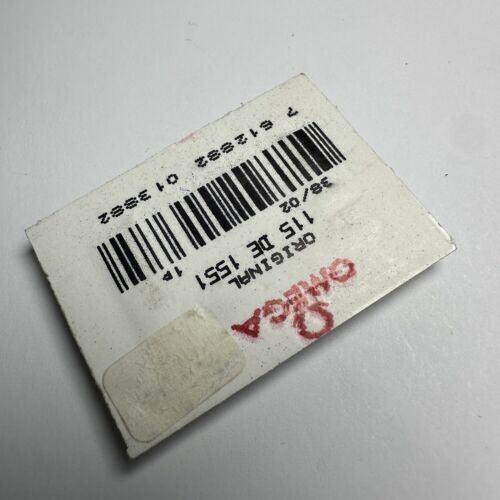 Ω
OMEGA
ORIGINAL
115 DE 1551
38/02 1P
7 612882 013882